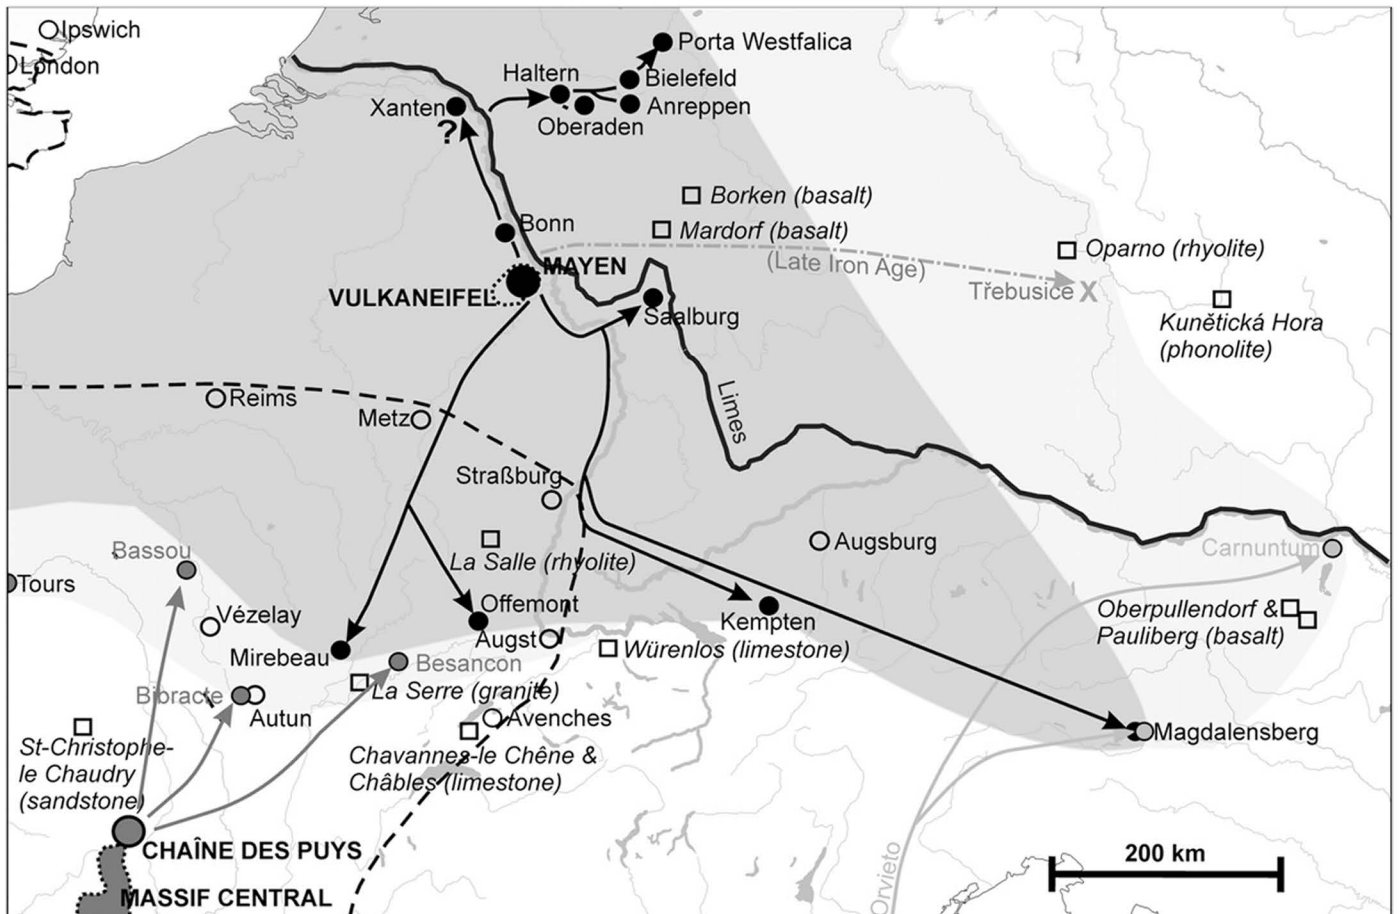 Ipswich
London
Porta Westfalica
Haltern
Bielefeld
Xanten
Anreppen
?
Oberaden
Borken (basalt)
Bonn
Mardorf (basalt)
Oparno (rhyolite)
MAYEN
(Late Iron Age)
VULKANEIFEL
Třebusice X
Saalburg
Kunětická Hora
(phonolite)
Reims
Metz
Limes
Straßburg
Augsburg
Carnuntum
Bassou
La Salle (rhyolite)
Tours
Offemont
Vézelay
Kempten
Oberpullendorf &
Pauliberg (basalt)
Augst
Mirebeau
Würenlos (limestone)
Besancon
La Serre (granite)
Bibracte
Autun
Avenches
Magdalensberg
St-Christophe-
le Chaudry
(sandstone)
Chavannes-le Chêne &
Châbles (limestone)
CHAÎNE DES PUYS
200 km
Orvieto
MASSIF CENTRAL